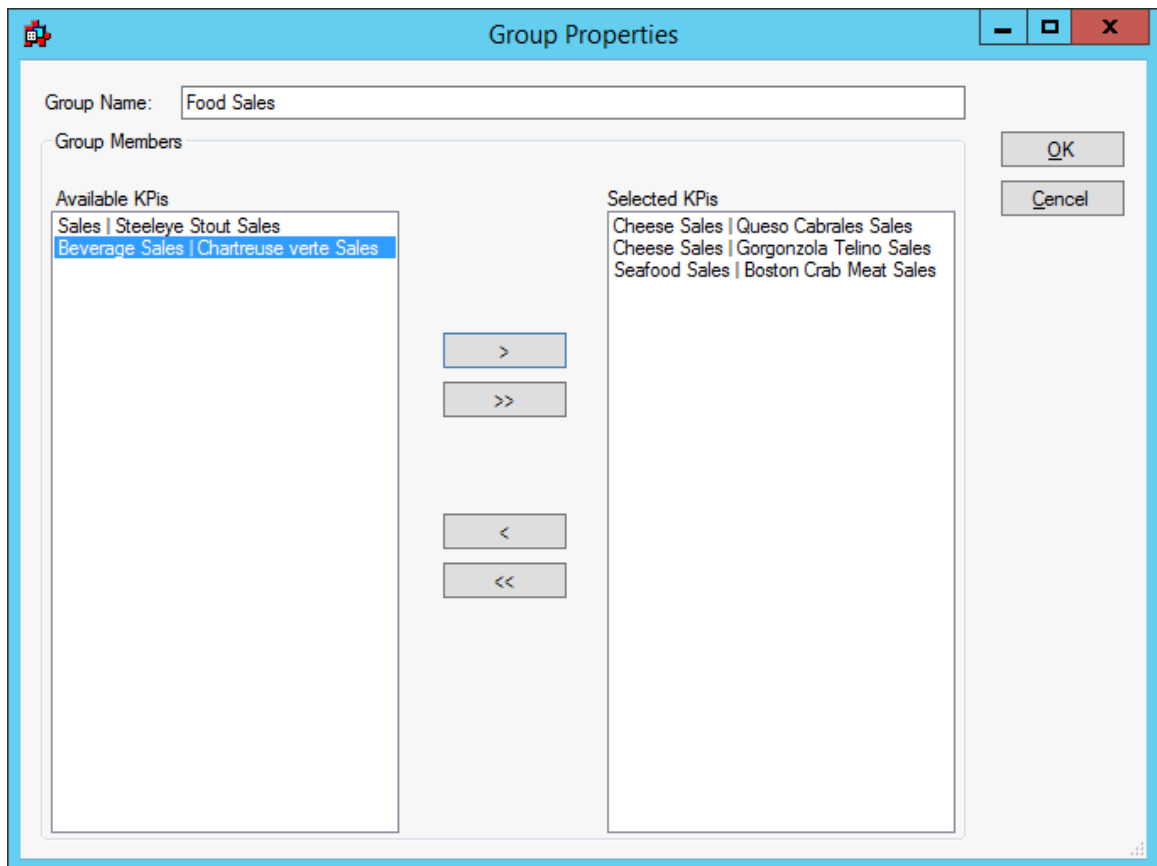 Group Properties
X
Group Name: Food Sales
Group Members
OK
Available KPis
Selected KPis
Cencel
Sales | Steeleye Stout Sales
Beverage Sales | Chartreuse verte Sales
Cheese Sales | Queso Cabrales Sales
Cheese Sales | Gorgonzola Telino Sales
Seafood Sales | Boston Crab Meat Sales
>
>>
<
<<